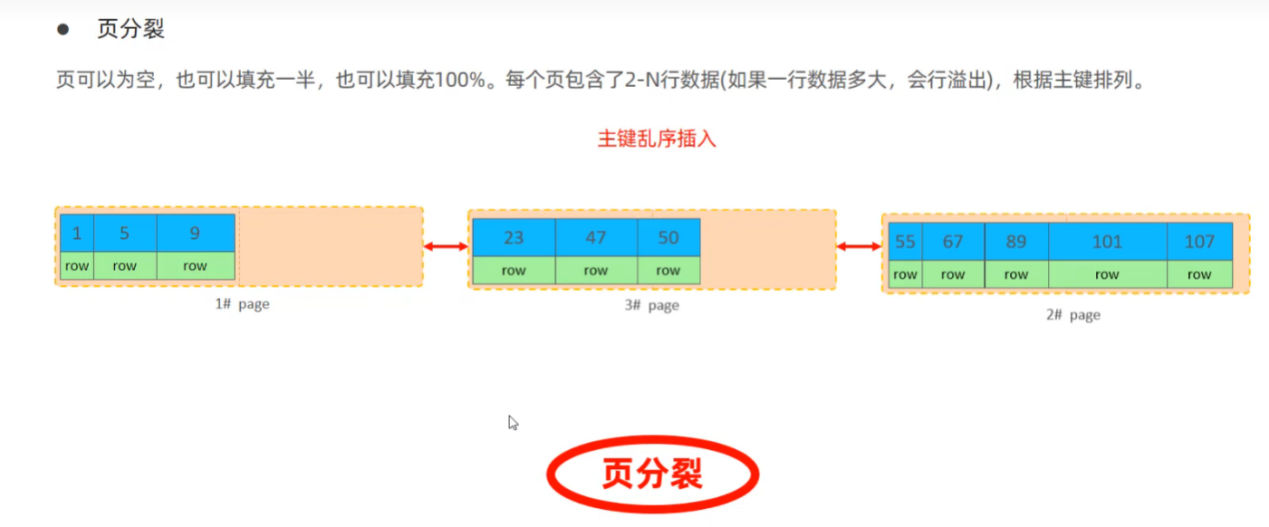 ● 页分裂
页可以为空，也可以填充一半，也可以填充100%。每个页包含了2-N行数据(如果一行数据多大，会行溢出)，根据主键排列。
主键乱序插入
1 5 9
row row row
1# page
23 47 50
row row row
3# page
55 67 89 101 107
row row row row row
2# page
页分裂